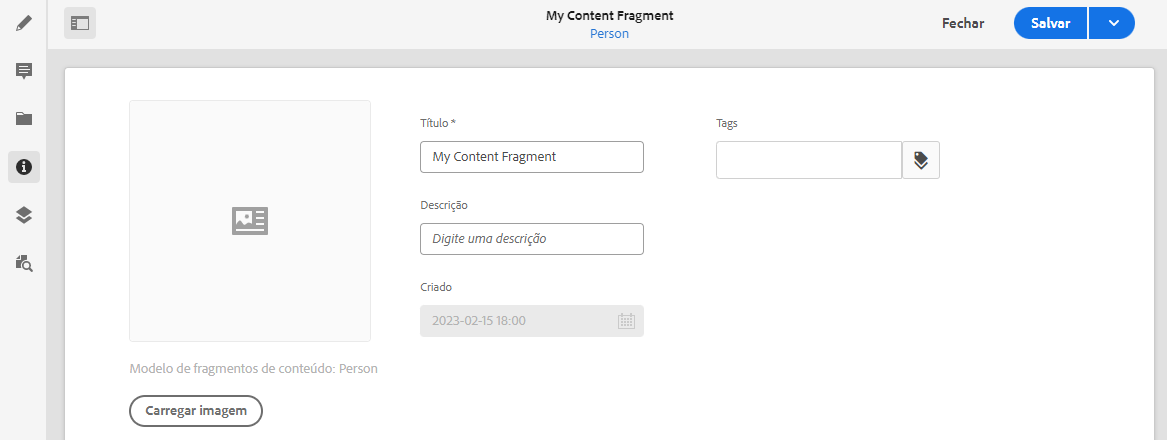 My Content Fragment
Person
Fechar
Salvar
Título *
My Content Fragment
Tags
Descrição
Digite uma descrição
Criado
2023-02-15 18:00
Modelo de fragmentos de conteúdo: Person
Carregar imagem